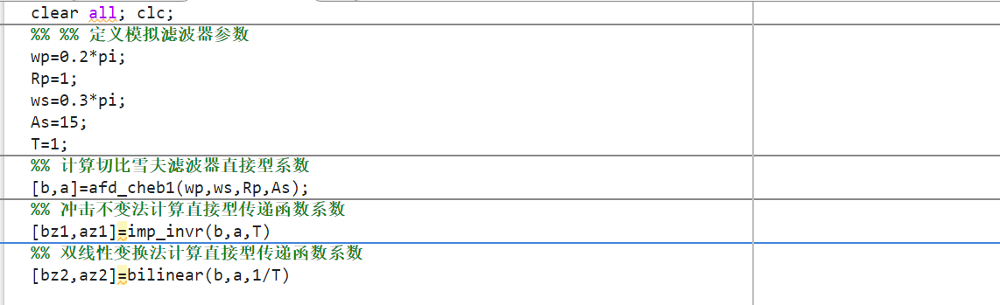 clear all; clc;
%% %% 定义模拟滤波器参数
wp=0.2*pi;
Rp=1;
ws=0.3*pi;
As=15;
T=1;
%% 计算切比雪夫滤波器直接型系数
[b,a]=afd_cheb1(wp,ws,Rp,As);
%% 冲击不变法计算直接型传递函数系数
[bz1,az1]=imp_invr(b,a,T)
%% 双线性变换法计算直接型传递函数系数
[bz2,az2]=bilinear(b,a,1/T)